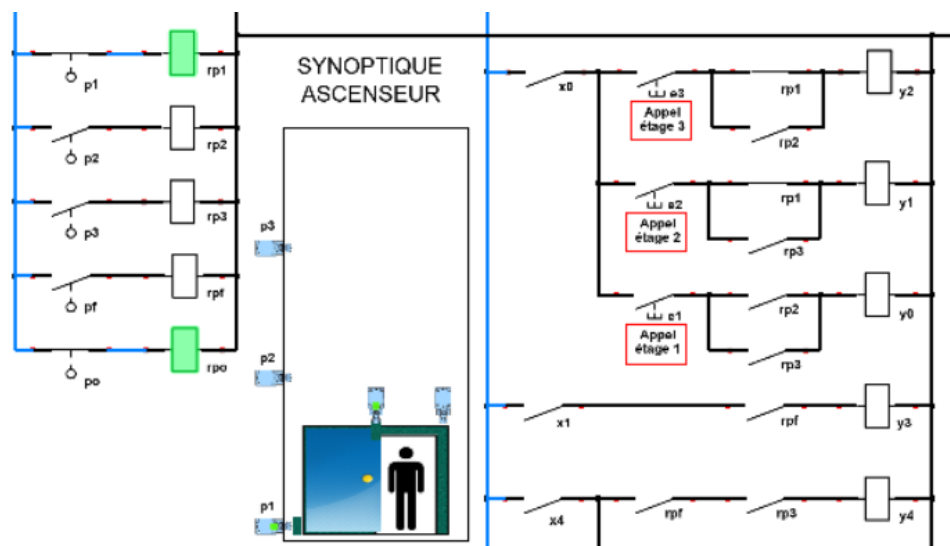 p1
rp1
p2
rp2
p3
rp3
pf
rpf
po
rpo
SYNOPTIQUE
ASCENSEUR
p3
p2
p1
x0
e3
Appel
étage 3
rp1
rp2
y2
e2
Appel
étage 2
rp1
rp3
y1
e1
Appel
étage 1
rp2
rp3
y0
x1
rpf
y3
x4
rpf
rp3
y4